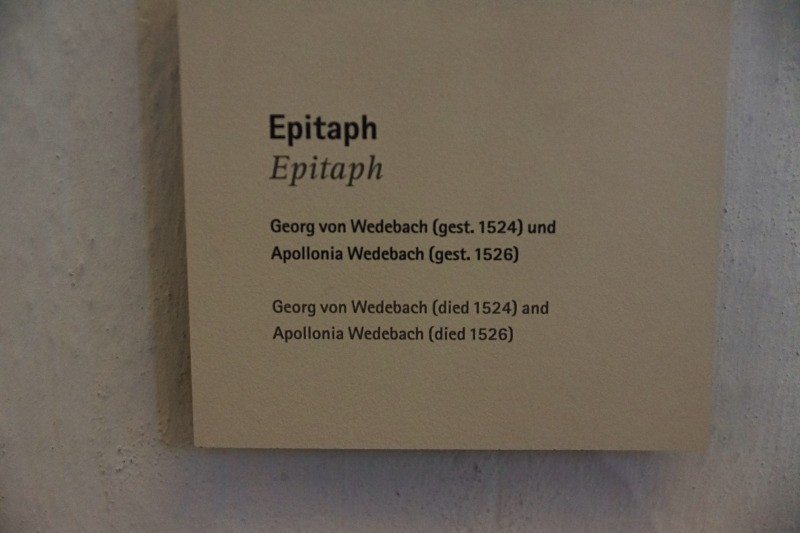 Epitaph
Epitaph
Georg von Wedebach (gest. 1524) und
Apollonia Wedebach (gest. 1526)
Georg von Wedebach (died 1524) and
Apollonia Wedebach (died 1526)